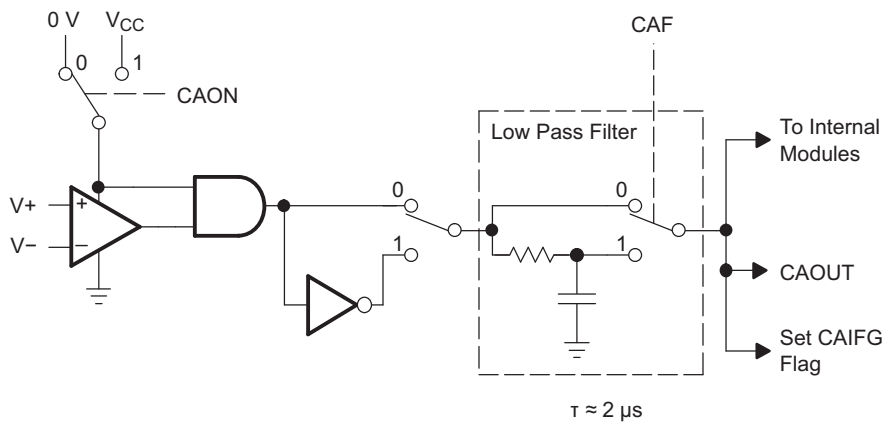 0 V
VCC
0
1
CAON
V+
+
V−
−
0
1
CAF
Low Pass Filter
0
1
To Internal
Modules
CAOUT
Set CAIFG
Flag
τ ≈ 2 μs